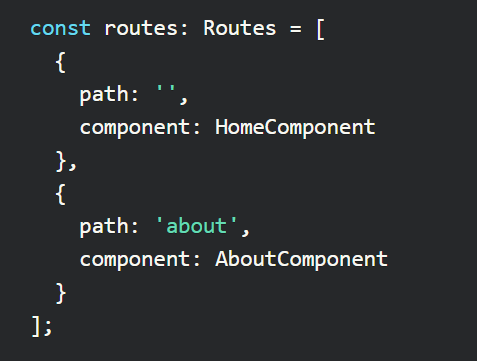 const routes: Routes = [
  {
    path: '',
    component: HomeComponent
  },
  {
    path: 'about',
    component: AboutComponent
  }
];